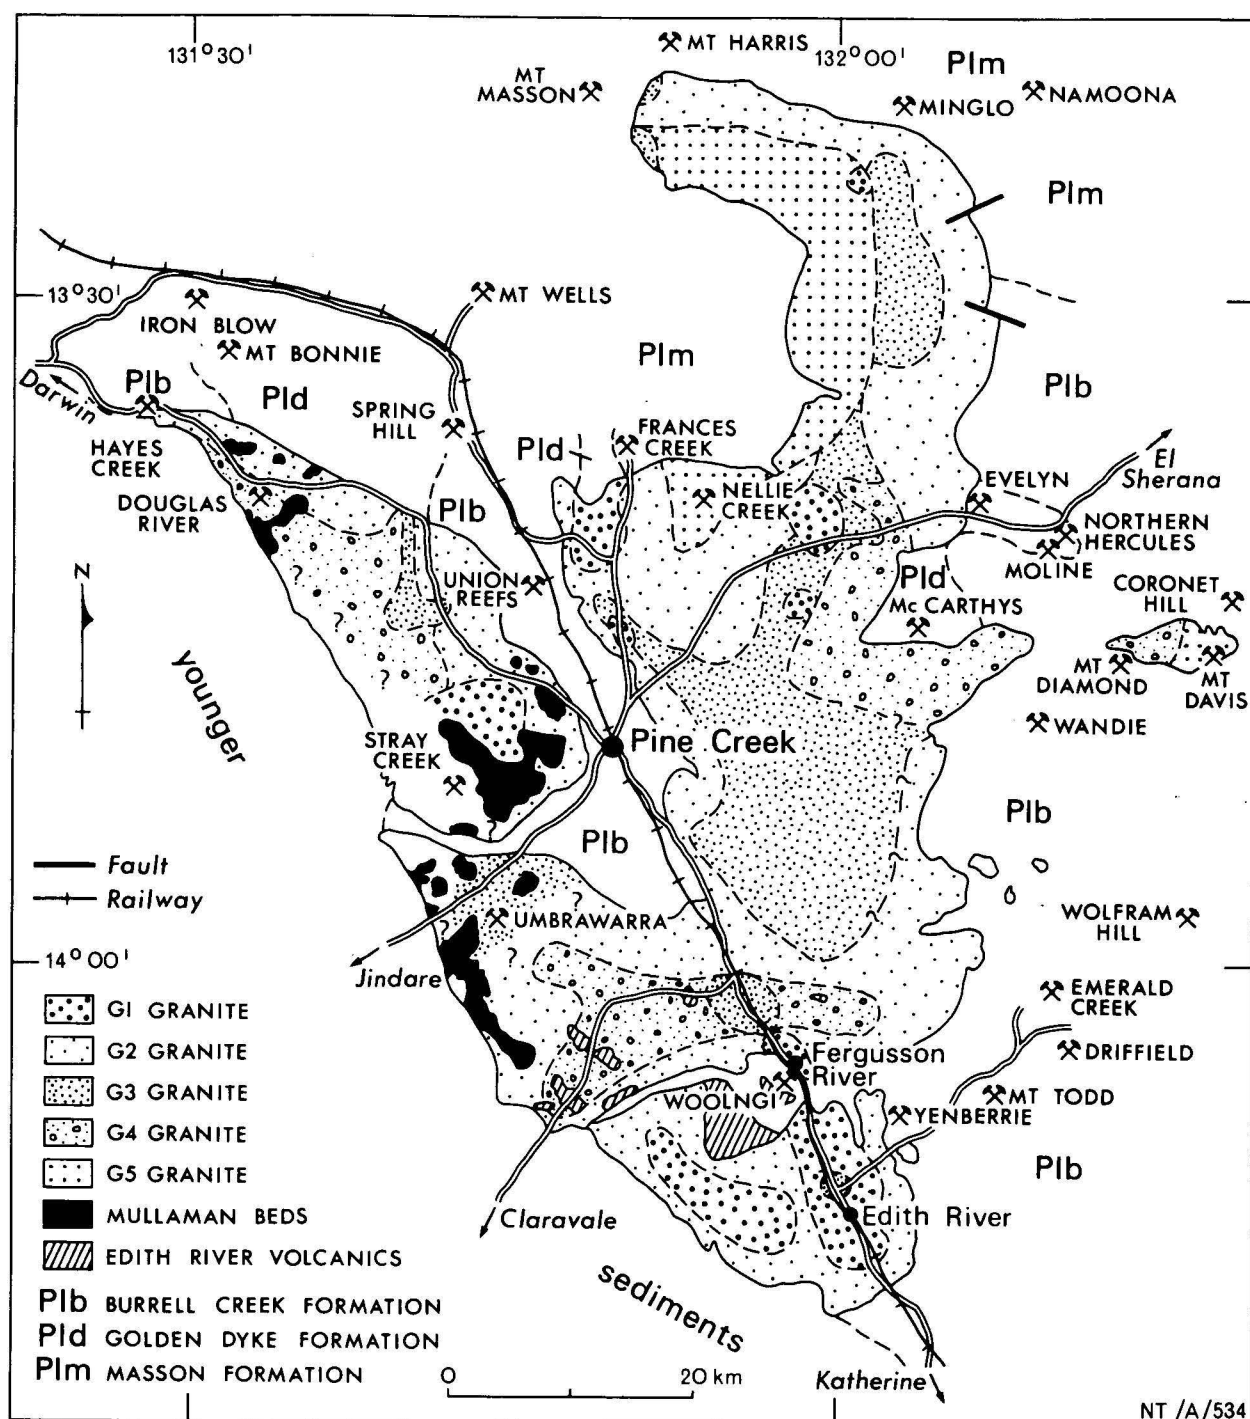 131°30'
132°00'
MT HARRIS
Plm
MT
MASSON
MINGLO
NAMOONA
Plm
13°30'
MT WELLS
IRON BLOW
MT BONNIE
Plm
Plb
Pld
Plb
Darwin
SPRING
HILL
HAYES
CREEK
Pld
FRANCES
CREEK
El
Sherana
DOUGLAS
RIVER
Plb
NELLIE
CREEK
EVELYN
NORTHERN
HERCULES
?
N
UNION
REEFS
Pld
MOLINE
CORONET
HILL
?
Mc CARTHYS
?
younger
?
MT
DIAMOND
MT
DAVIS
STRAY
CREEK
Pine Creek
WANDIE
?
Plb
Plb
Fault
Railway
?
?
?
UMBRAWARRA
WOLFRAM
HILL
?
?
14°00'
Jindare
EMERALD
CREEK
G1 GRANITE
G2 GRANITE
Fergusson
River
DRIFFIELD
G3 GRANITE
WOOLNGI
MT TODD
YENBERRIE
G4 GRANITE
Plb
G5 GRANITE
MULLAMAN BEDS
Claravale
Edith River
EDITH RIVER VOLCANICS
sediments
Plb BURRELL CREEK FORMATION
Pld GOLDEN DYKE FORMATION
Plm MASSON FORMATION
0 20 km
Katherine
NT /A/534